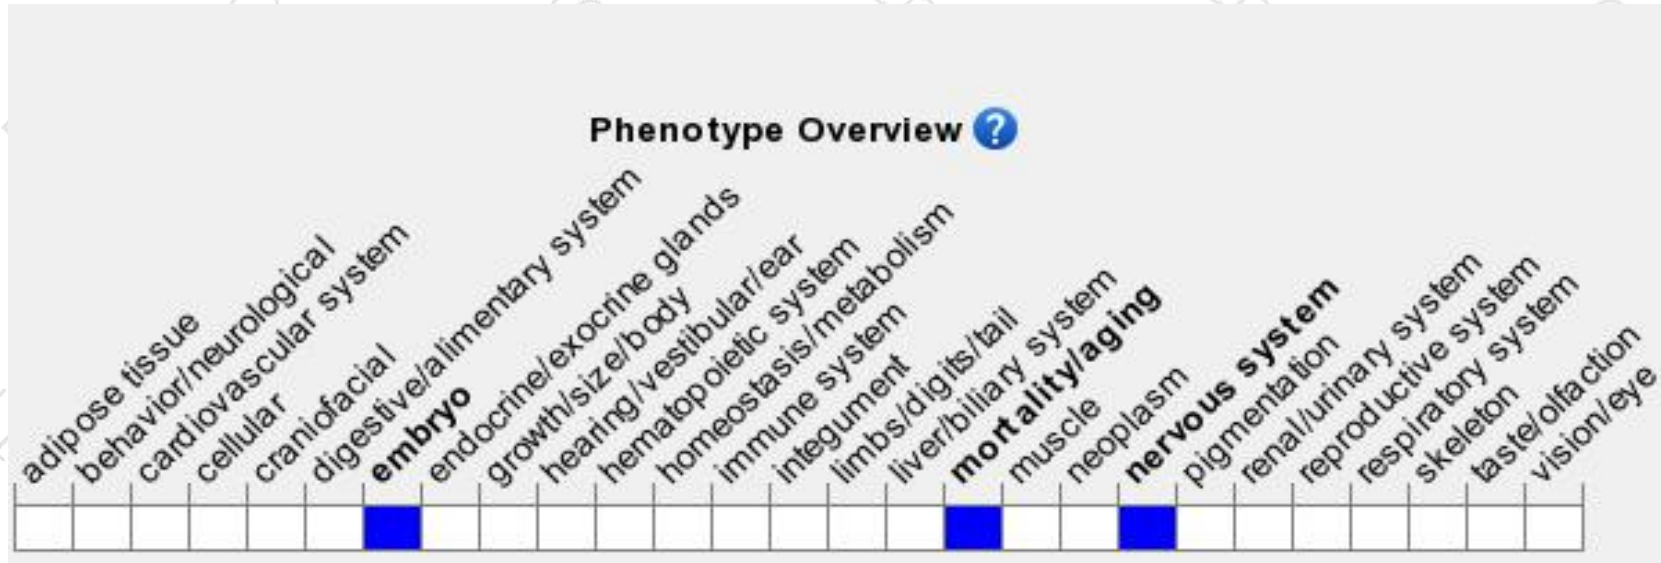 Phenotype Overview ?
adipose tissue
behavior/neurological
cardiovascular system
cellular
craniofacial
digestive/alimentary system
embryo
endocrine/exocrine glands
growth/size/body
hearing/vestibular/ear
hematopoietic system
homeostasis/metabolism
immune system
integument
limbs/digits/tail
liver/biliary system
mortality/aging
muscle
neoplasm
nervous system
pigmentation
renal/urinary system
reproductive system
respiratory system
skeleton
taste/olfaction
vision/eye